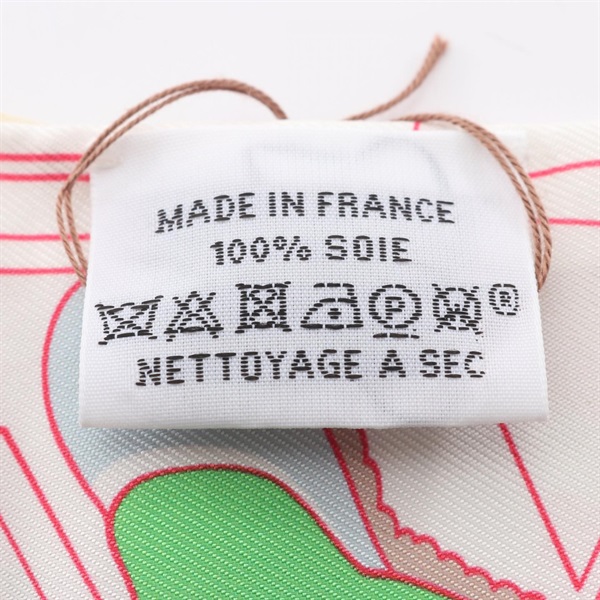 MADE IN FRANCE
100% SOIE
P W ®
NETTOYAGE A SEC